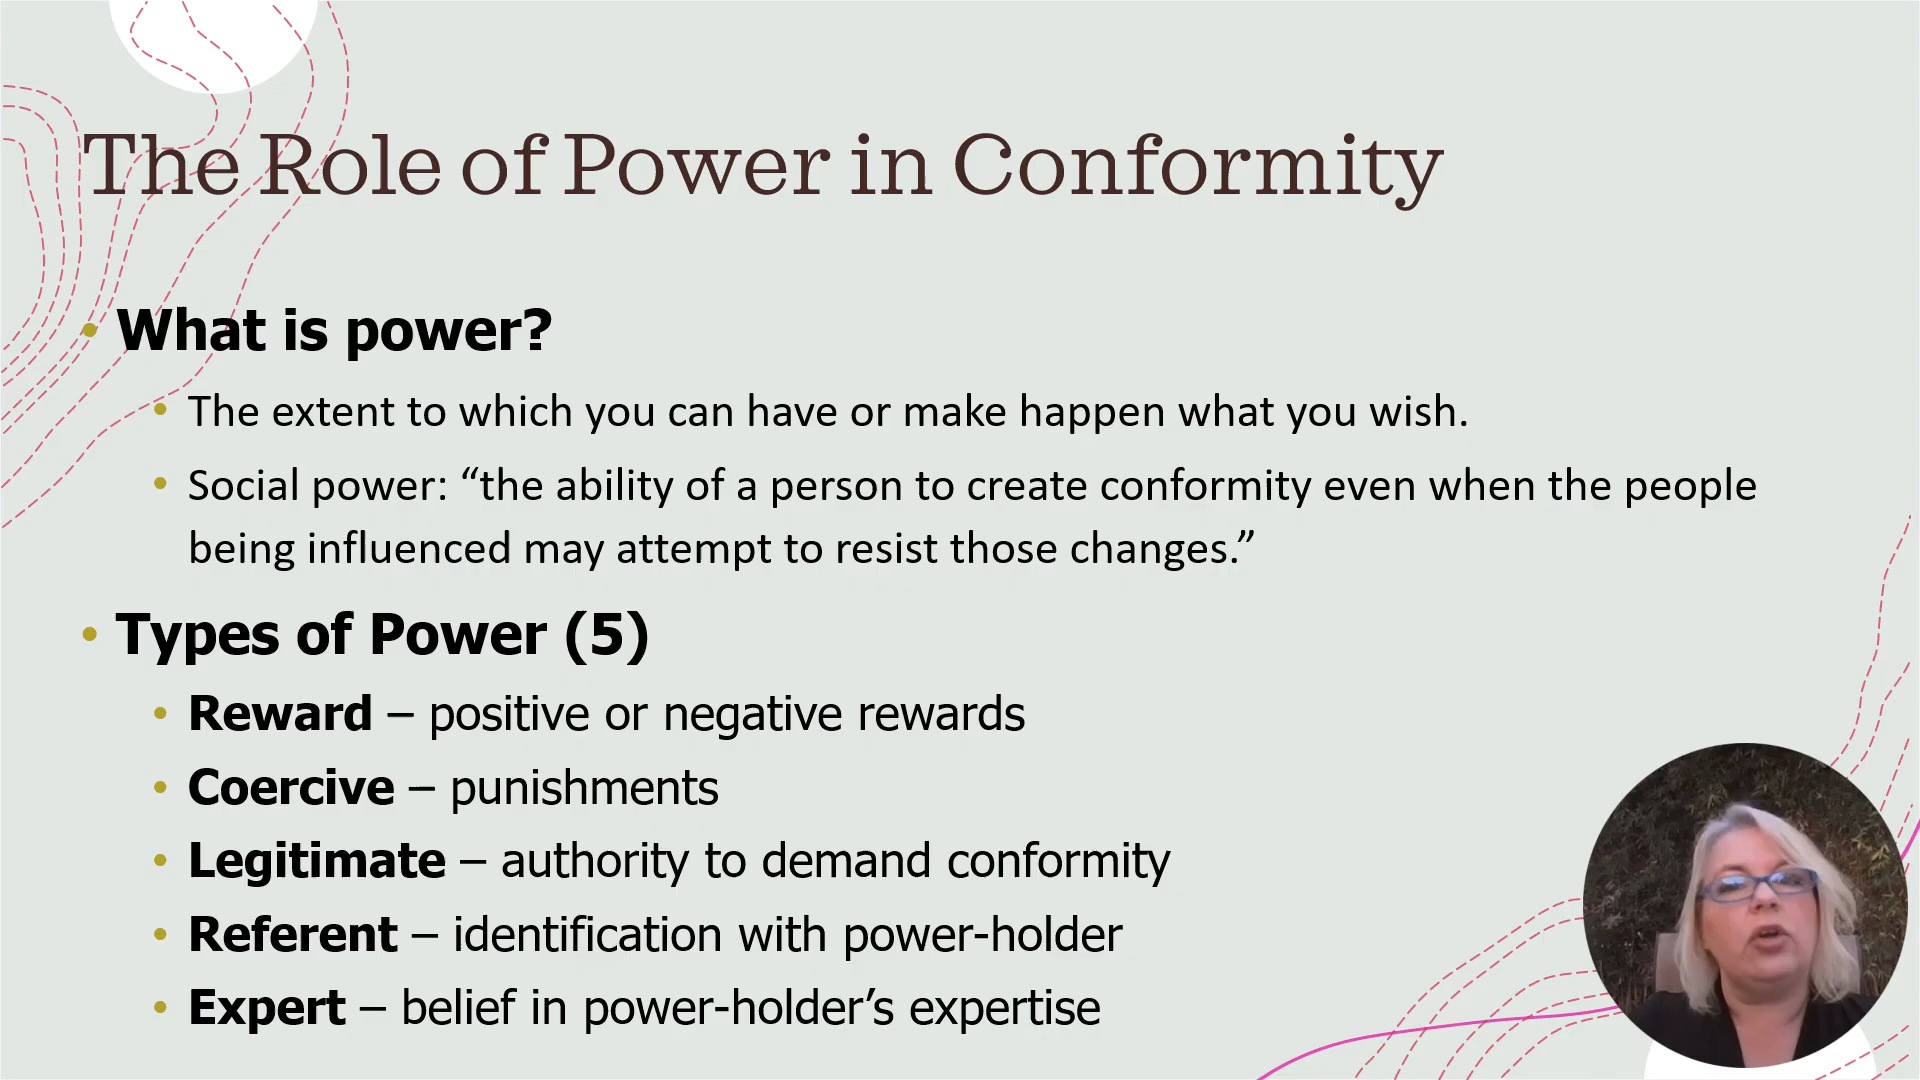 The Role of Power in Conformity
• What is power?
• The extent to which you can have or make happen what you wish.
• Social power: “the ability of a person to create conformity even when the people
being influenced may attempt to resist those changes.”
• Types of Power (5)
• Reward – positive or negative rewards
• Coercive – punishments
• Legitimate – authority to demand conformity
• Referent – identification with power-holder
• Expert – belief in power-holder’s expertise